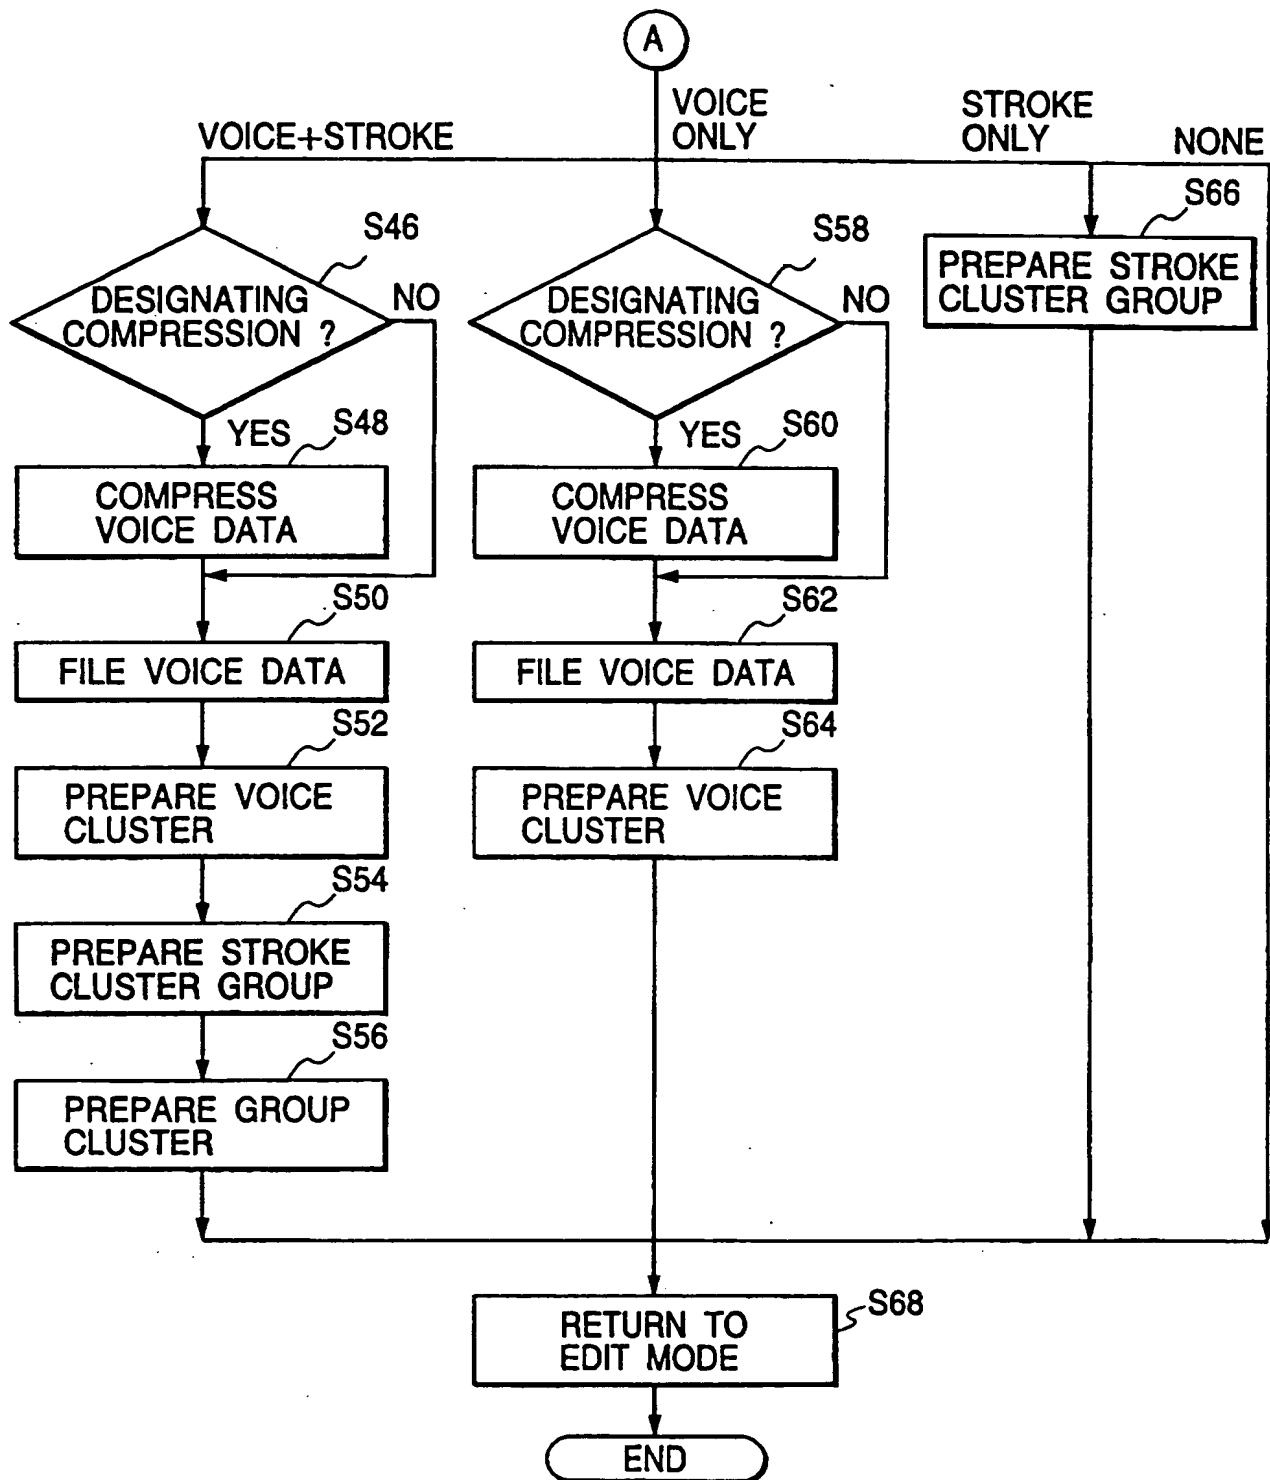 A
VOICE+STROKE
VOICE
ONLY
STROKE
ONLY
NONE
S46
DESIGNATING
COMPRESSION ?
NO
YES
S48
COMPRESS
VOICE DATA
S50
FILE VOICE DATA
S52
PREPARE VOICE
CLUSTER
S54
PREPARE STROKE
CLUSTER GROUP
S56
PREPARE GROUP
CLUSTER
S58
DESIGNATING
COMPRESSION ?
NO
YES
S60
COMPRESS
VOICE DATA
S62
FILE VOICE DATA
S64
PREPARE VOICE
CLUSTER
S66
PREPARE STROKE
CLUSTER GROUP
S68
RETURN TO
EDIT MODE
END